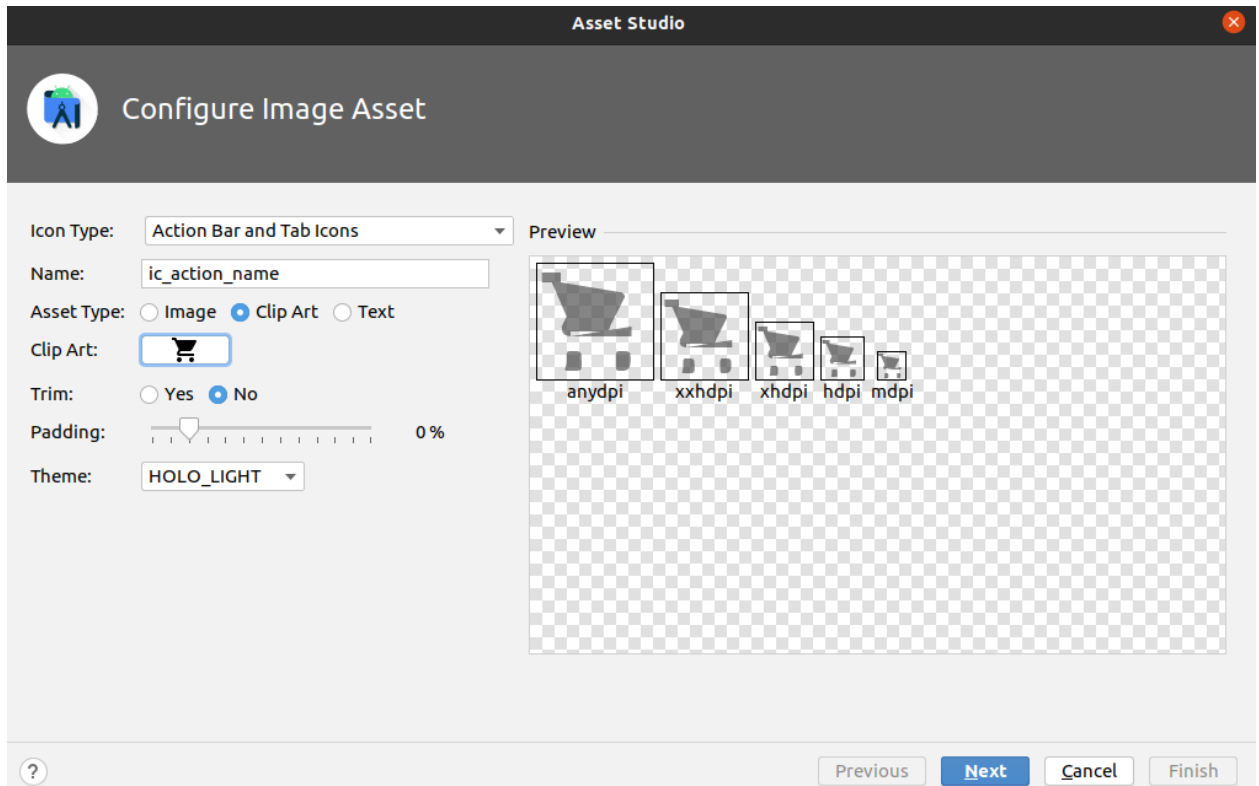 Asset Studio
Configure Image Asset
Icon Type: Action Bar and Tab Icons
Name: ic_action_name
Asset Type: Image Clip Art Text
Clip Art:
Trim: Yes No
Padding: 0 %
Theme: HOLO_LIGHT
Preview
anydpi xxhdpi xhdpi hdpi mdpi
? Previous Next Cancel Finish